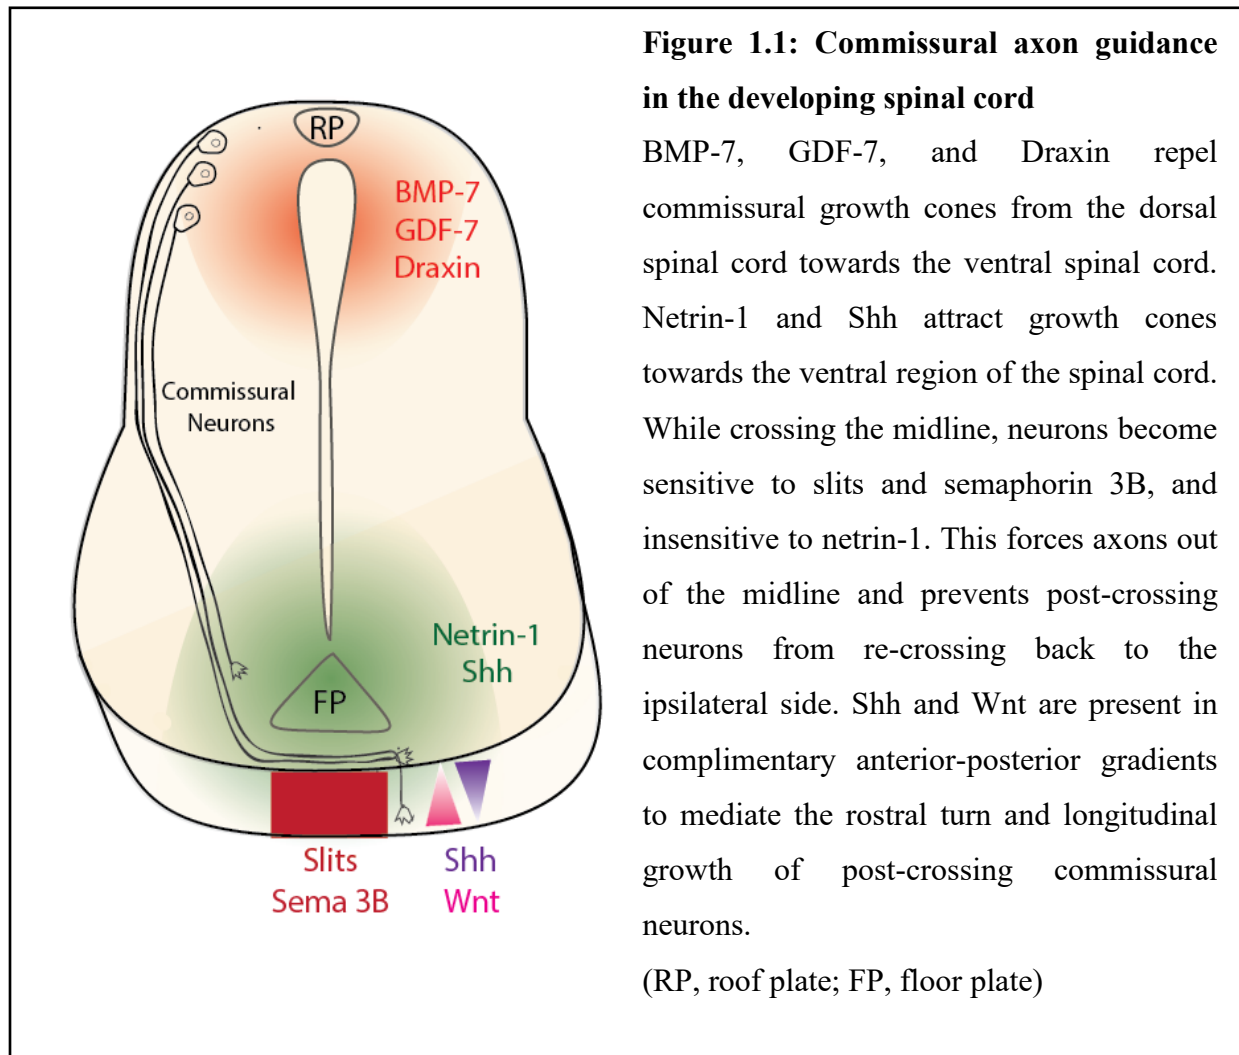 RP
BMP-7
GDF-7
Draxin
Commissural
Neurons
Netrin-1
Shh
FP
Slits
Sema 3B
Shh
Wnt
Figure 1.1: Commissural axon guidance
in the developing spinal cord
BMP-7, GDF-7, and Draxin repel
commissural growth cones from the dorsal
spinal cord towards the ventral spinal cord.
Netrin-1 and Shh attract growth cones
towards the ventral region of the spinal cord.
While crossing the midline, neurons become
sensitive to slits and semaphorin 3B, and
insensitive to netrin-1. This forces axons out
of the midline and prevents post-crossing
neurons from re-crossing back to the
ipsilateral side. Shh and Wnt are present in
complimentary anterior-posterior gradients
to mediate the rostral turn and longitudinal
growth of post-crossing commissural
neurons.
(RP, roof plate; FP, floor plate)